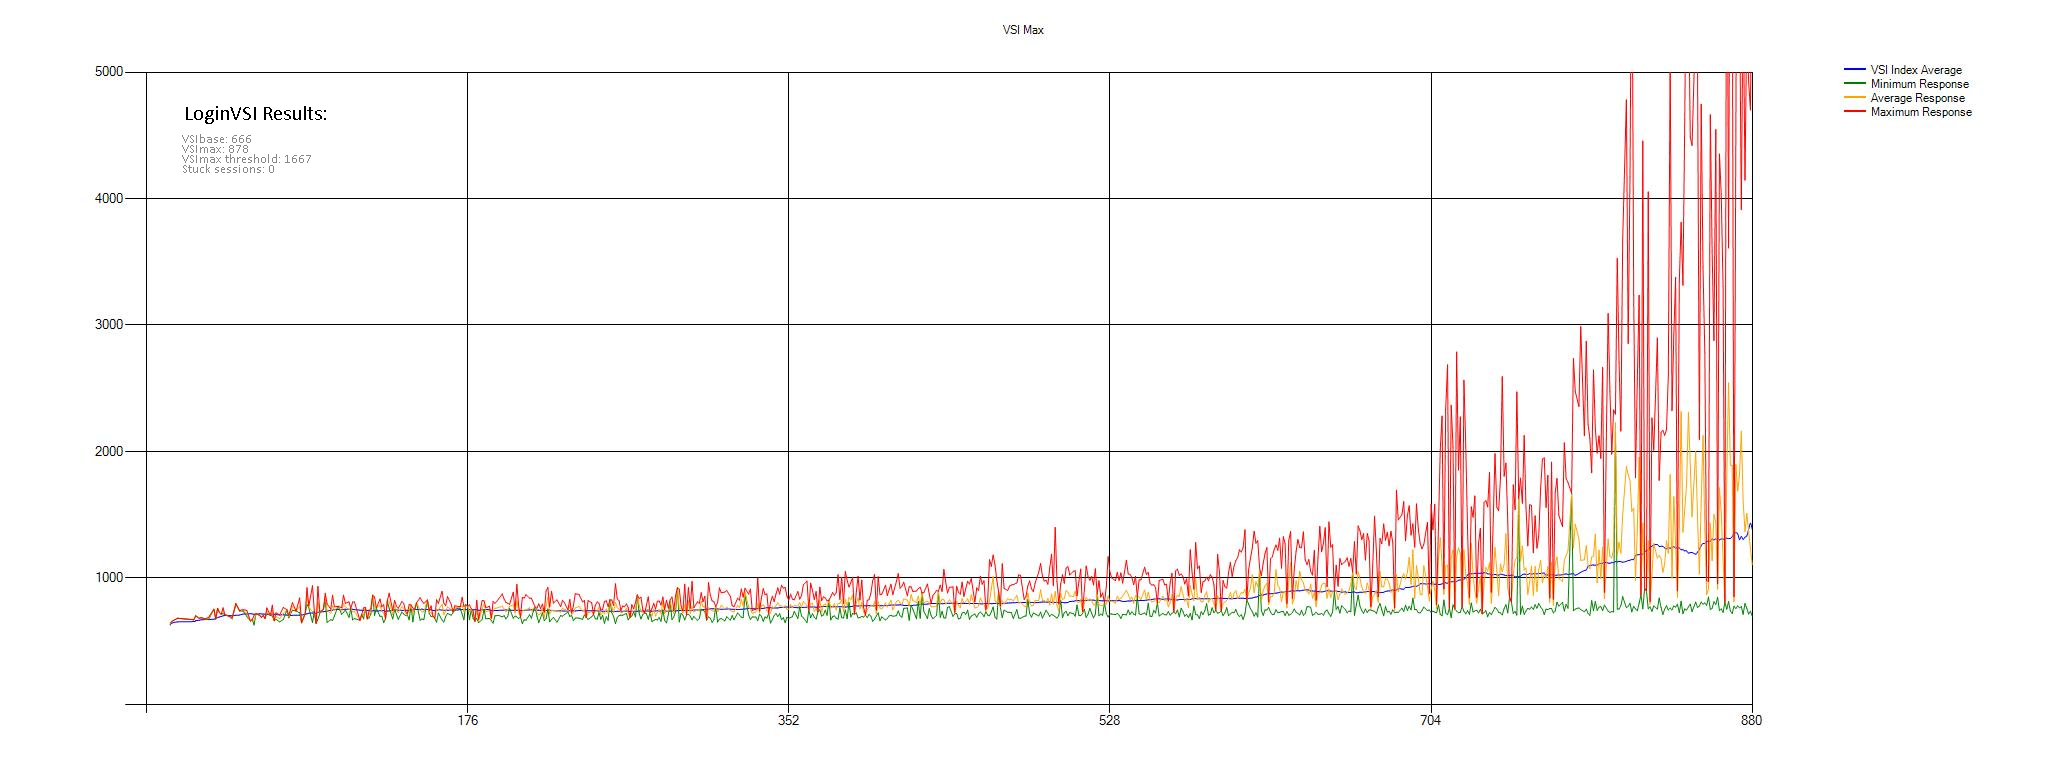 VSI Max
5000
LoginVSI Results:
VSIbase: 666
VSImax: 878
VSImax threshold: 1667
Stuck sessions: 0
4000
3000
2000
1000
176
352
528
704
880
VSI Index Average
Minimum Response
Average Response
Maximum Response